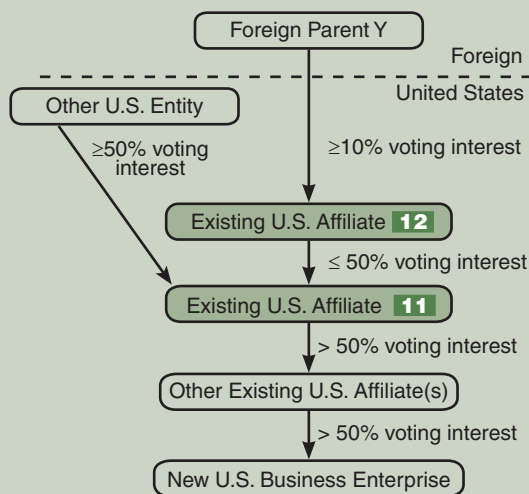 Foreign Parent Y
Foreign
United States
Other U.S. Entity
≥50% voting
interest
≥10% voting interest
Existing U.S. Affiliate 12
≤ 50% voting interest
Existing U.S. Affiliate 11
> 50% voting interest
Other Existing U.S. Affiliate(s)
> 50% voting interest
New U.S. Business Enterprise